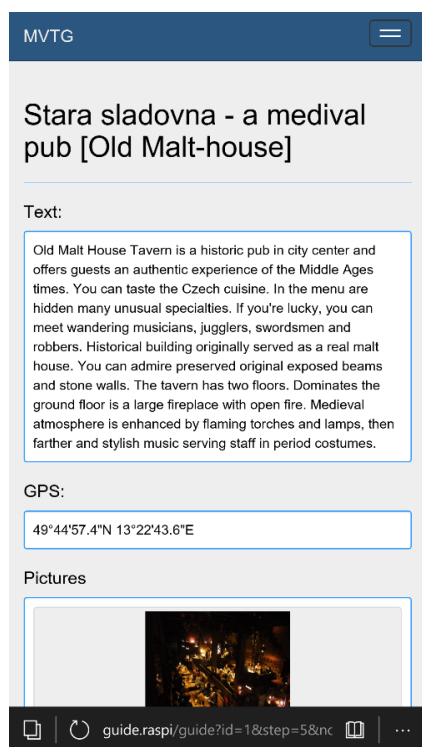 MVTG
Stara sladovna - a medival
pub [Old Malt-house]
Text:
Old Malt House Tavern is a historic pub in city center and
offers guests an authentic experience of the Middle Ages
times. You can taste the Czech cuisine. In the menu are
hidden many unusual specialties. If you're lucky, you can
meet wandering musicians, jugglers, swordsmen and
robbers. Historical building originally served as a real malt
house. You can admire preserved original exposed beams
and stone walls. The tavern has two floors. Dominates the
ground floor is a large fireplace with open fire. Medieval
atmosphere is enhanced by flaming torches and lamps, then
farther and stylish music serving staff in period costumes.
GPS:
49°44'57.4"N 13°22'43.6"E
Pictures
guide.raspi/guide?id=1&step=5&nc